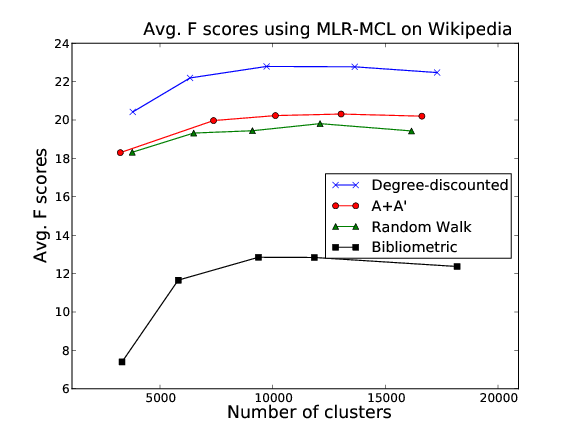 Avg. F scores using MLR-MCL on Wikipedia
24
22
20
18
16
14
12
10
8
6
Avg. F scores
Degree-discounted
A+A'
Random Walk
Bibliometric
5000 10000 15000 20000
Number of clusters